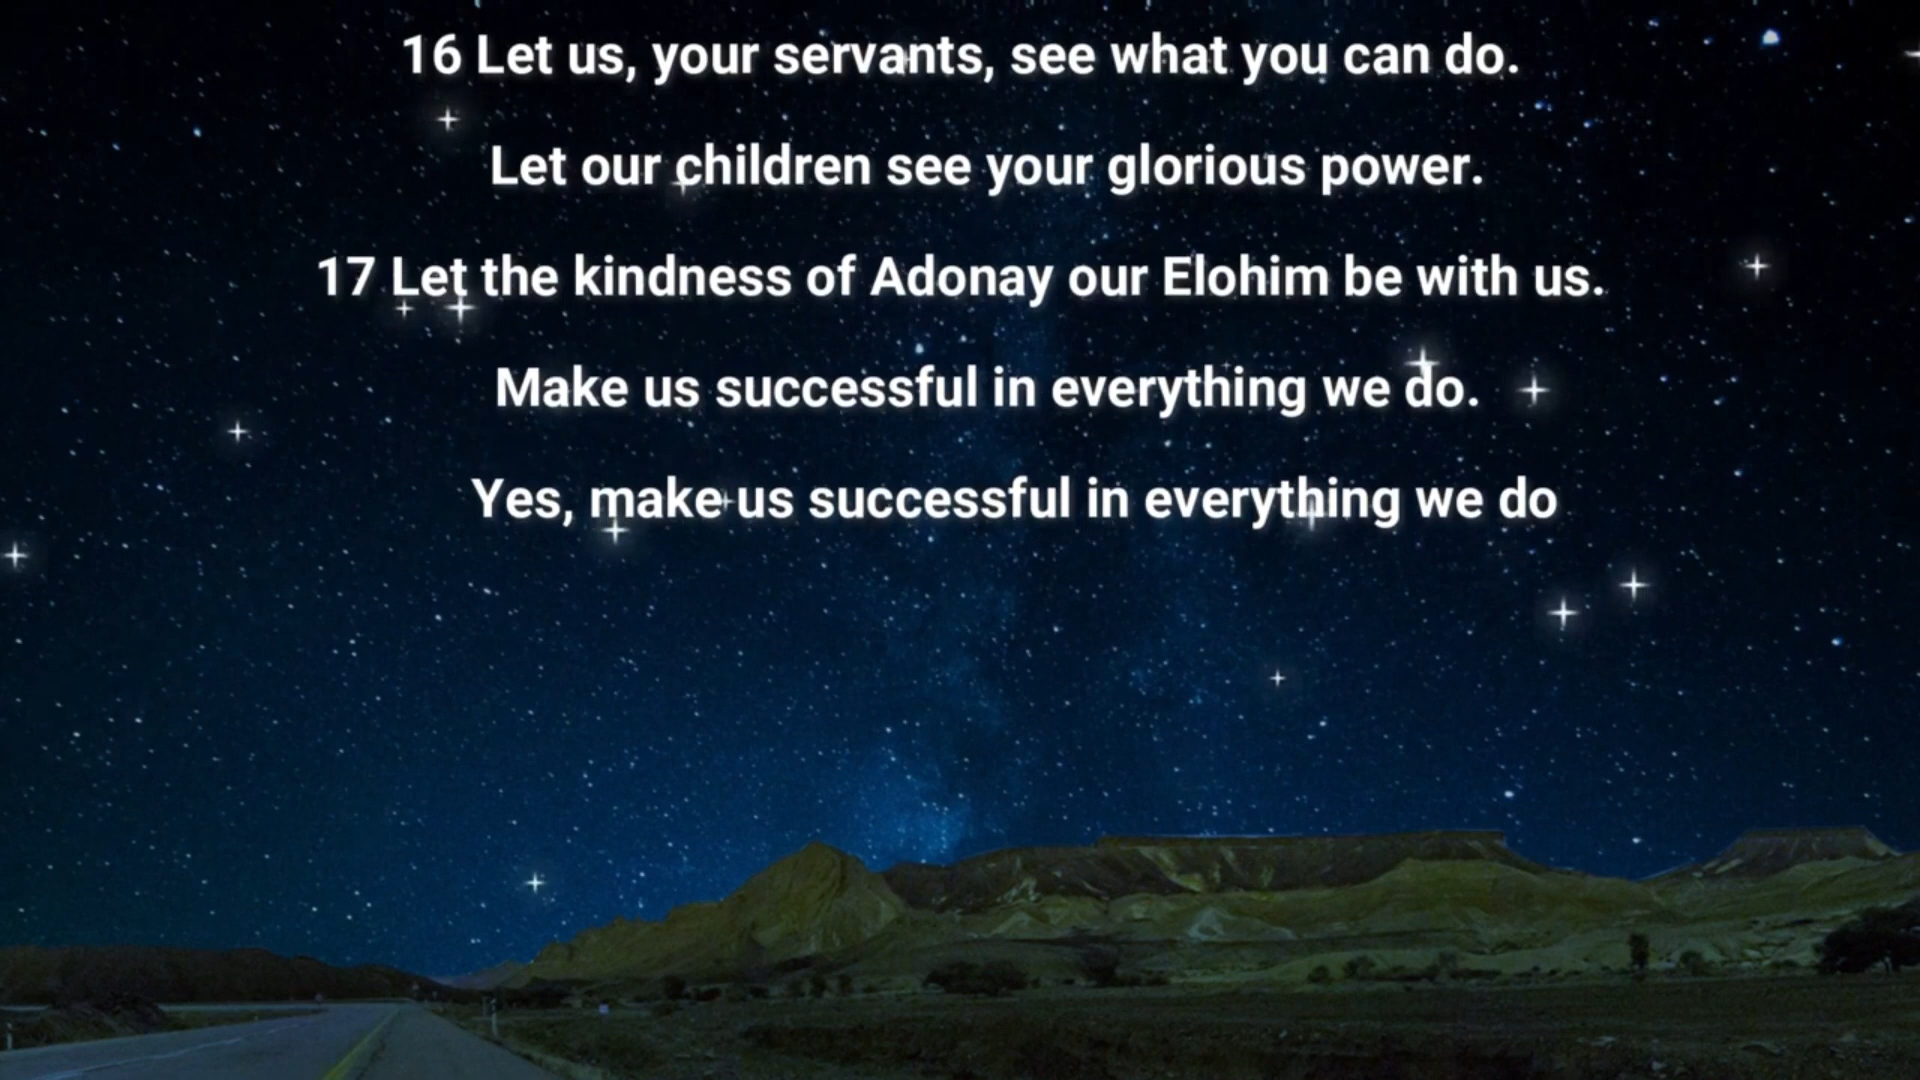 16 Let us, your servants, see what you can do.
Let our children see your glorious power.
17 Let the kindness of Adonay our Elohim be with us.
Make us successful in everything we do.
Yes, make us successful in everything we do